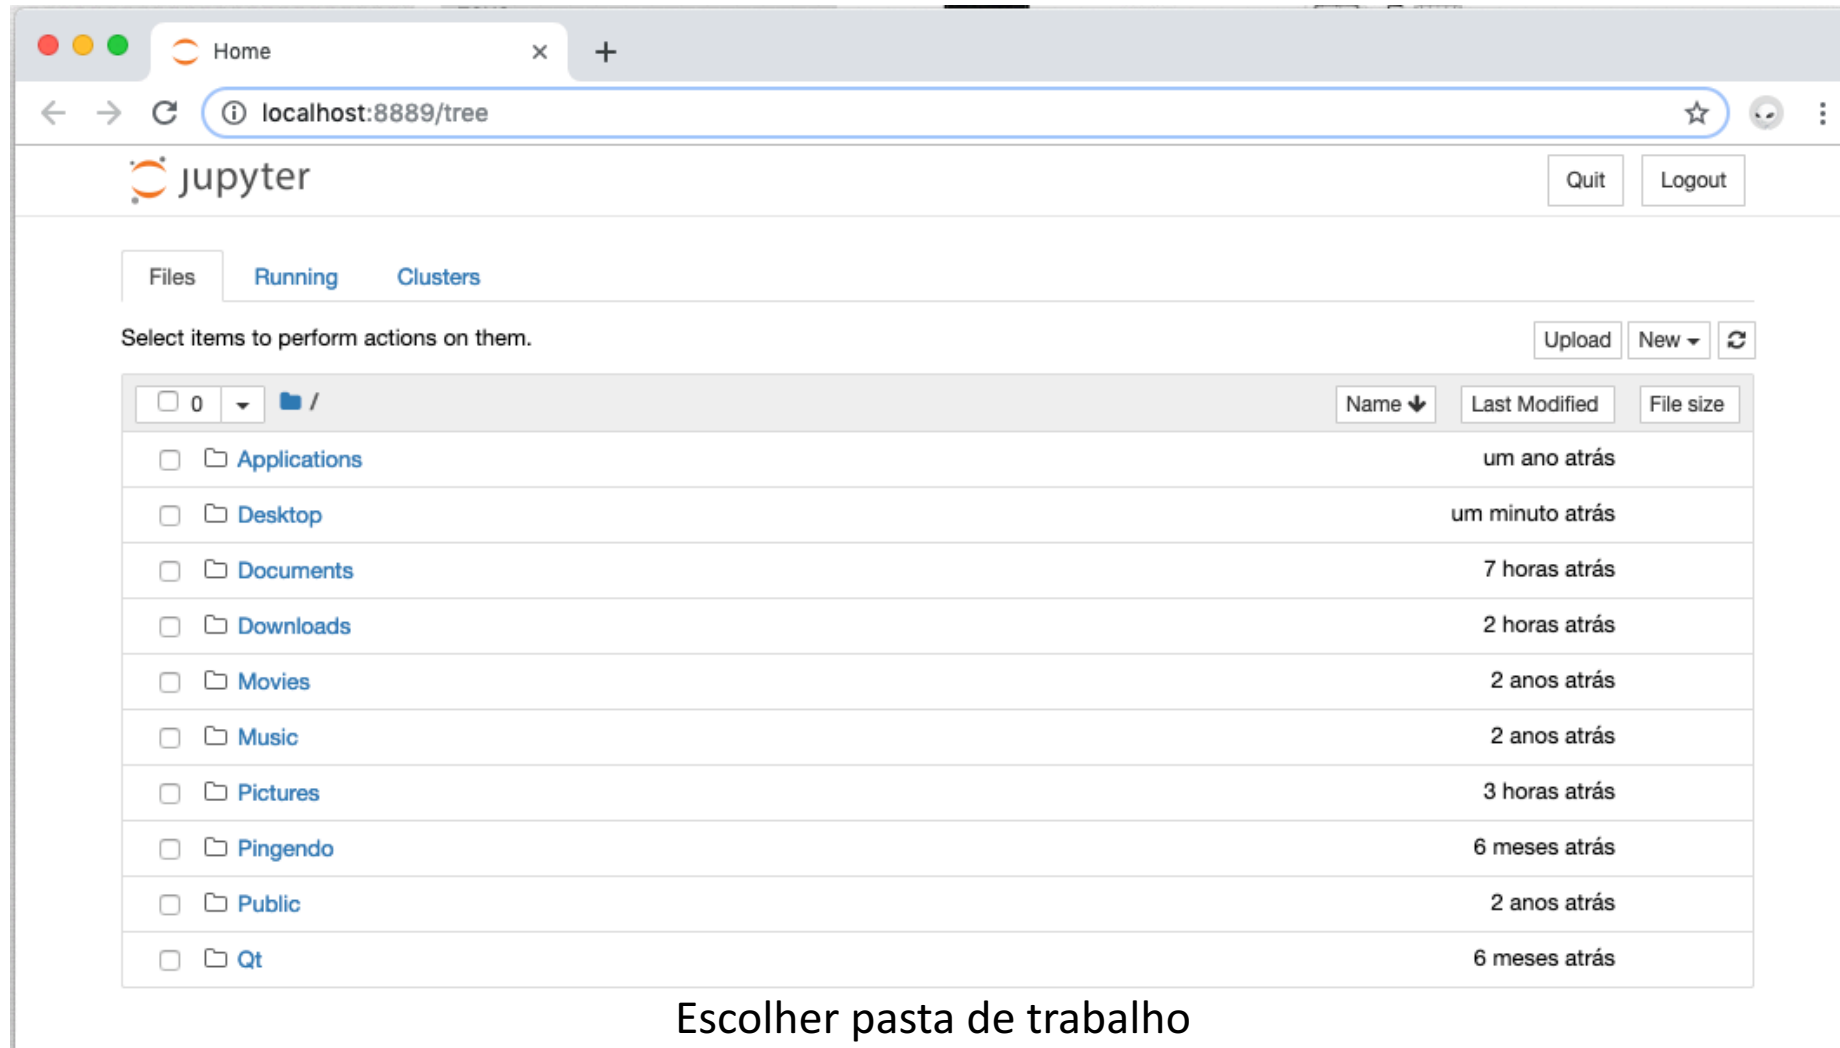 Home
localhost:8889/tree
jupyter
Quit Logout
Files Running Clusters
Select items to perform actions on them.
Upload New
0 / Name Last Modified File size
Applications um ano atrás
Desktop um minuto atrás
Documents 7 horas atrás
Downloads 2 horas atrás
Movies 2 anos atrás
Music 2 anos atrás
Pictures 3 horas atrás
Pingendo 6 meses atrás
Public 2 anos atrás
Qt 6 meses atrás
Escolher pasta de trabalho